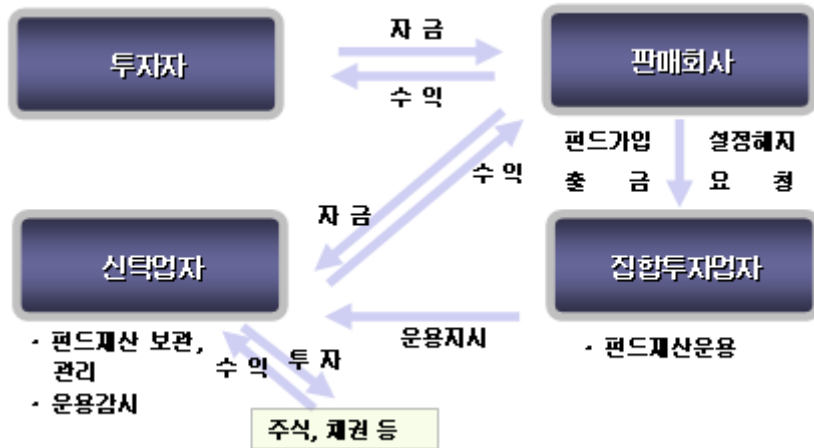 자 금
투자자
판매회사
수 익
펀드가입 설정해지
출 금 요 청
수 익
자 금
신탁업자
집합투자업자
운용지시
· 펀드재산 보관,
관리
· 운용감시
수 익
투 자
· 펀드재산운용
주식, 채권 등